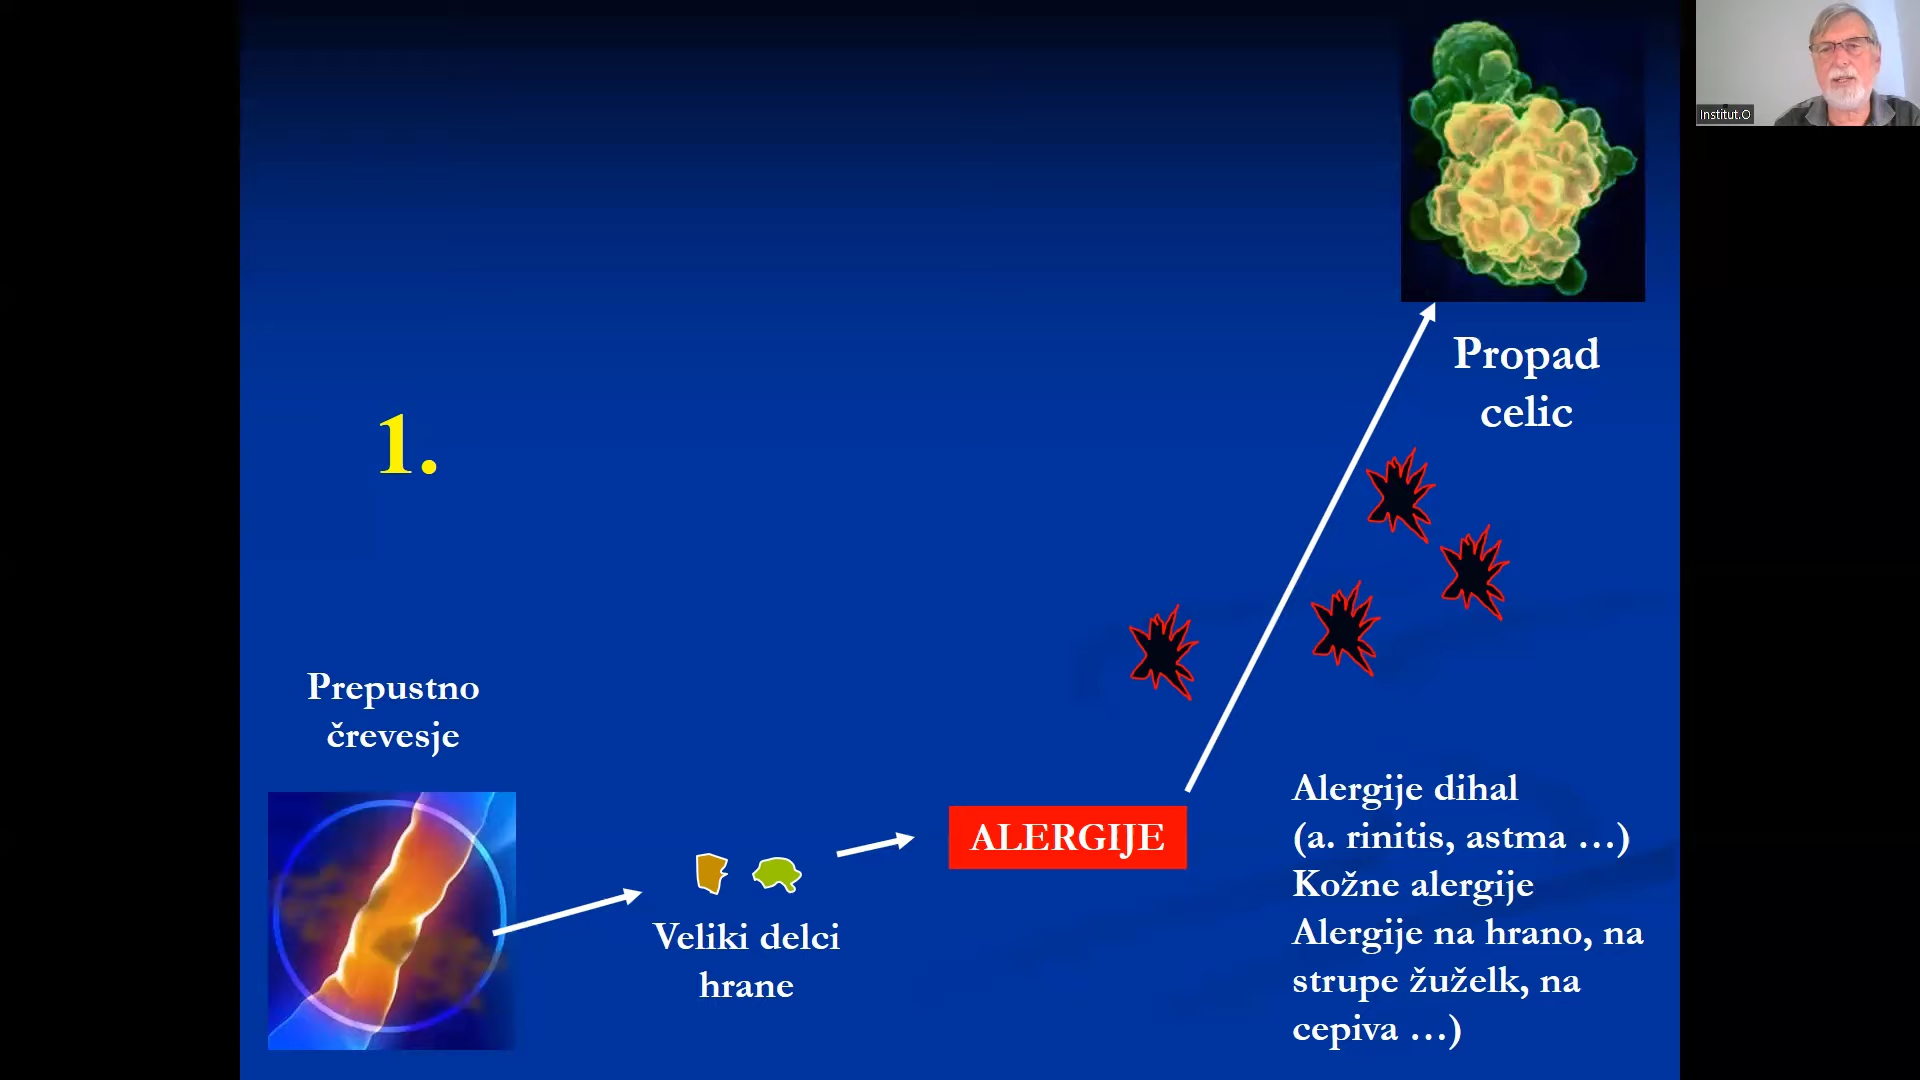 Institut.O
Propad
celic
1.
Prepustno
črevesje
Veliki delci
hrane
ALERGIJE
Alergije dihal
(a. rinitis, astma …)
Kožne alergije
Alergije na hrano, na
strupe žuželk, na
cepiva …)